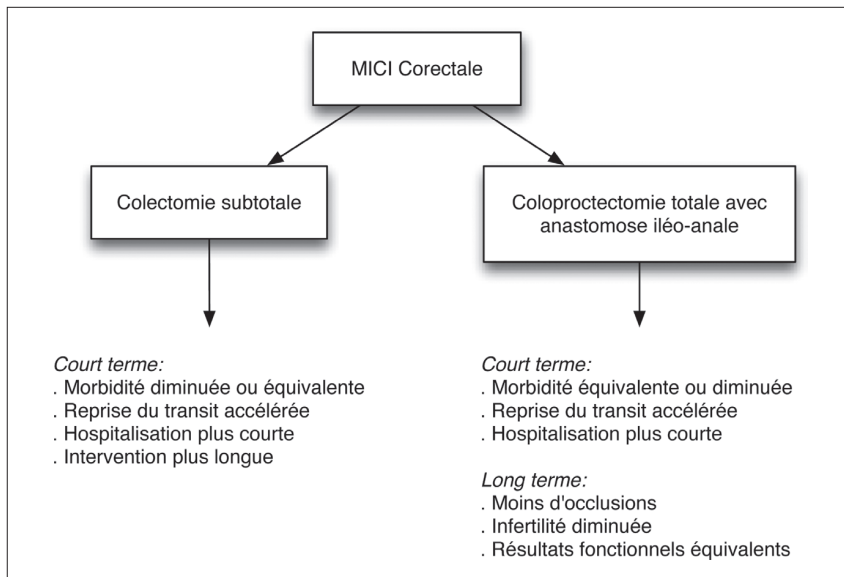 MICI Corectale
Colectomie subtotale
Coloproctectomie totale avec
anastomose iléo-anale
Court terme:
. Morbidité diminuée ou équivalente
. Reprise du transit accélérée
. Hospitalisation plus courte
. Intervention plus longue
Court terme:
. Morbidité équivalente ou diminuée
. Reprise du transit accélérée
. Hospitalisation plus courte
Long terme:
. Moins d'occlusions
. Infertilité diminuée
. Résultats fonctionnels équivalents